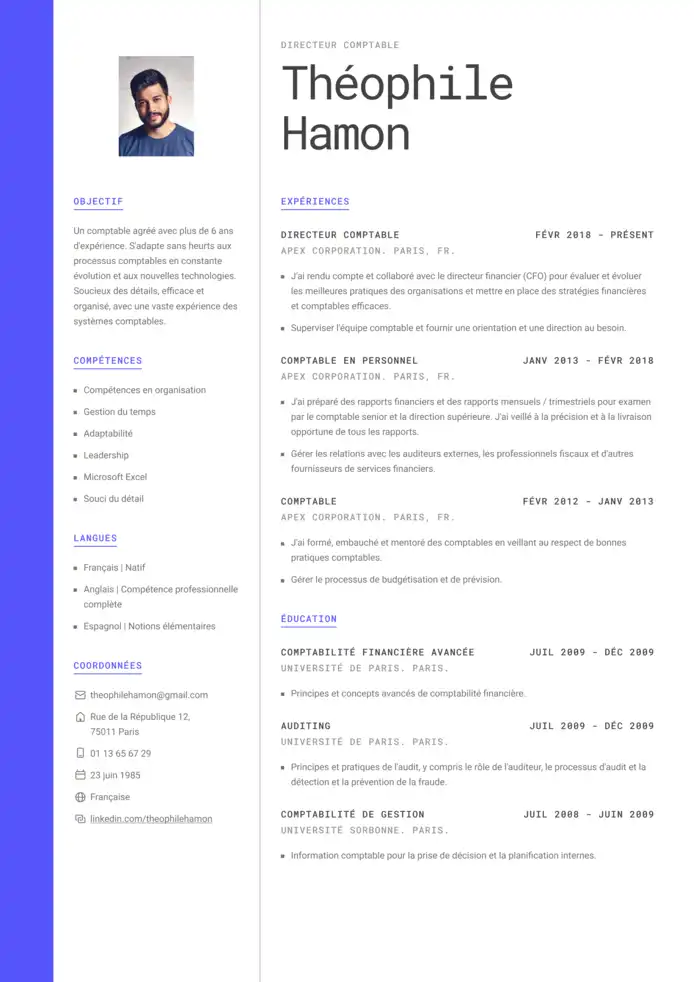 DIRECTEUR COMPTABLE
Théophile
Hamon
OBJECTIF
Un comptable agréé avec plus de 6 ans
d'expérience. S'adapte sans heurts aux
processus comptables en constante
évolution et aux nouvelles technologies.
Soucieux des détails, efficace et
organisé, avec une vaste expérience des
systèmes comptables.
COMPÉTENCES
Compétences en organisation
Gestion du temps
Adaptabilité
Leadership
Microsoft Excel
Souci du détail
LANGUES
Français | Natif
Anglais | Compétence professionnelle
complète
Espagnol | Notions élémentaires
COORDONNÉES
theophilehamon@gmail.com
Rue de la République 12,
75011 Paris
01 13 65 67 29
23 juin 1985
Française
linkedin.com/theophilehamon
EXPÉRIENCES
DIRECTEUR COMPTABLE FÉVR 2018 – PRÉSENT
APEX CORPORATION. PARIS, FR.
J'ai rendu compte et collaboré avec le directeur financier (CFO) pour évaluer et évoluer
les meilleures pratiques des organisations et mettre en place des stratégies financières
et comptables efficaces.
Superviser l'équipe comptable et fournir une orientation et une direction au besoin.
COMPTABLE EN PERSONNEL JANV 2013 – FÉVR 2018
APEX CORPORATION. PARIS, FR.
J'ai préparé des rapports financiers et des rapports mensuels / trimestriels pour examen
par le comptable senior et la direction supérieure. J'ai veillé à la précision et à la livraison
opportune de tous les rapports.
Gérer les relations avec les auditeurs externes, les professionnels fiscaux et d'autres
fournisseurs de services financiers.
COMPTABLE FÉVR 2012 – JANV 2013
APEX CORPORATION. PARIS, FR.
J'ai formé, embauché et mentoré des comptables en veillant au respect de bonnes
pratiques comptables.
Gérer le processus de budgétisation et de prévision.
ÉDUCATION
COMPTABILITÉ FINANCIÈRE AVANCÉE JUIL 2009 – DÉC 2009
UNIVERSITÉ DE PARIS. PARIS.
Principes et concepts avancés de comptabilité financière.
AUDITING JUIL 2009 – DÉC 2009
UNIVERSITÉ DE PARIS. PARIS.
Principes et pratiques de l'audit, y compris le rôle de l'auditeur, le processus d'audit et la
détection et la prévention de la fraude.
COMPTABILITÉ DE GESTION JUIL 2008 – JUIN 2009
UNIVERSITÉ SORBONNE. PARIS.
Information comptable pour la prise de décision et la planification internes.